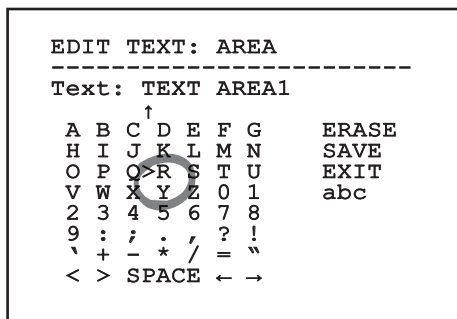 EDIT TEXT: AREA
------------------------
Text: TEXT AREA1
↑
A B C D E F G ERASE
H I J K L M N SAVE
O P Q>R S T U EXIT
V W X Y Z 0 1 abc
2 3 4 5 6 7 8
9 : ; . , ? !
‵ + - * / = ‶
< > SPACE ← →